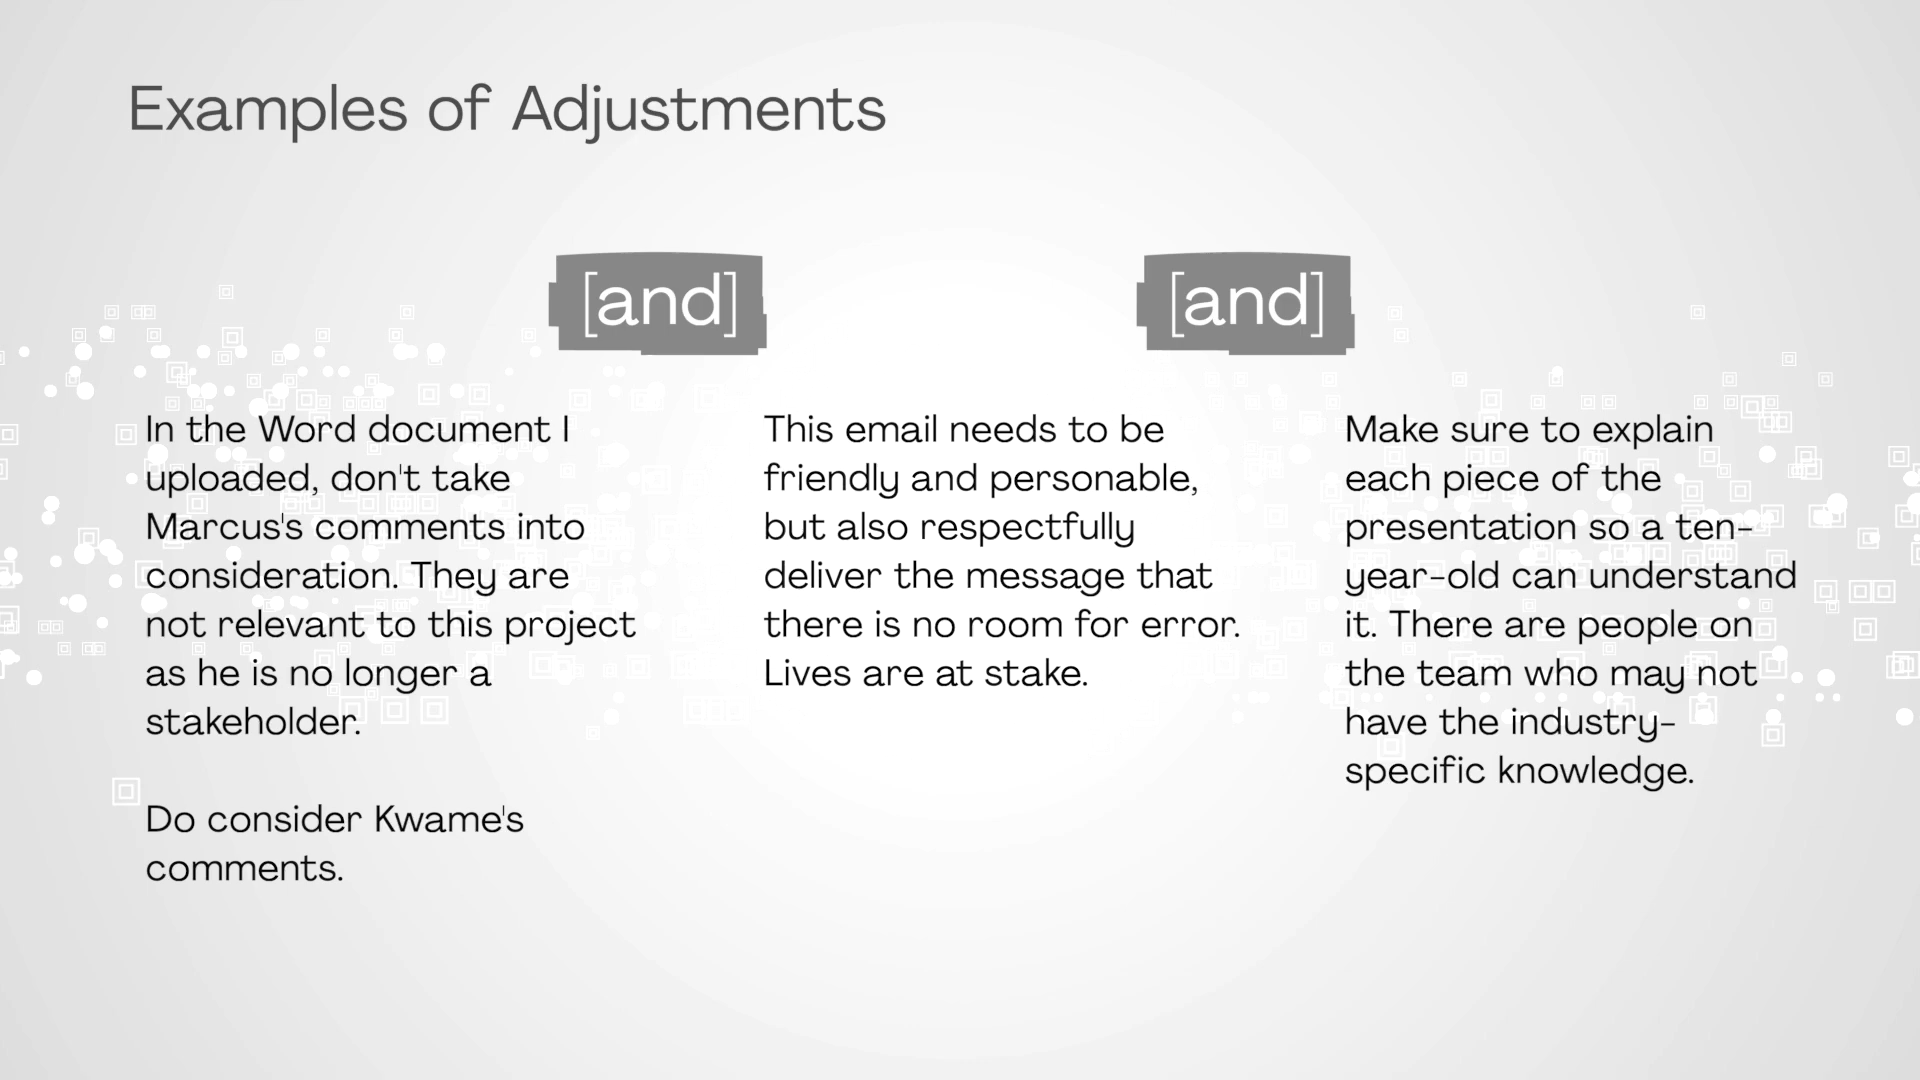 Examples of Adjustments
[and]
[and]
In the Word document I
uploaded, don't take
Marcus's comments into
consideration. They are
not relevant to this project
as he is no longer a
stakeholder.
Do consider Kwame's
comments.
This email needs to be
friendly and personable,
but also respectfully
deliver the message that
there is no room for error.
Lives are at stake.
Make sure to explain
each piece of the
presentation so a ten-
year-old can understand
it. There are people on
the team who may not
have the industry-
specific knowledge.